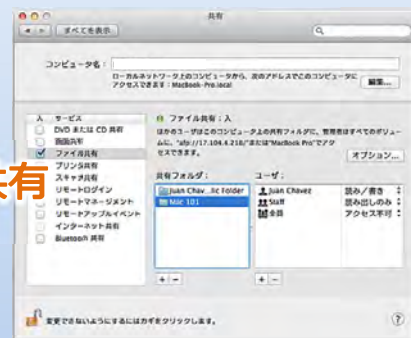 共有
すべてを表示
コンピュータ名：
ローカルネットワーク上のコンピュータから、次のアドレスでこのコンピュータに
アクセスできます：MacBook-Pro.local
編集...
入 サービス
DVD または CD 共有
画面共有
ファイル共有
プリンタ共有
スキャナ共有
リモートログイン
リモートマネージメント
リモートアップルイベント
インターネット共有
Bluetooth 共有
共有
ファイル共有：入
ほかのユーザはこのコンピュータ上の共有フォルダに、管理者はすべてのボリュー
ムに、"afp://17.104.4.218/"または"MacBook Pro"でアク
セスできます。
オプション...
共有フォルダ：
Juan Chav...lic Folder
Mac 101
ユーザ：
Juan Chavez 読み／書き
Staff 読み出しのみ
全員 アクセス不可
変更できないようにするにはカギをクリックします。